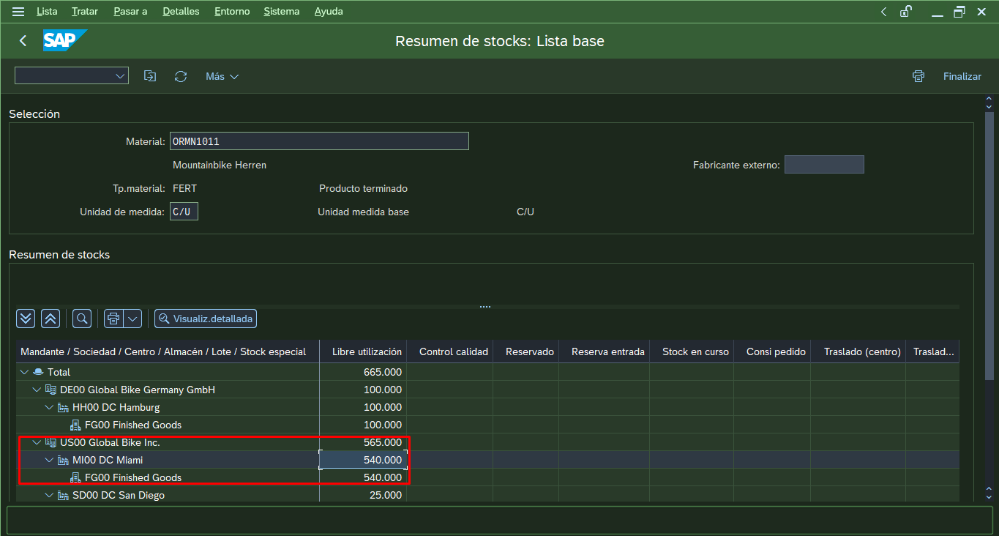 Lista Tratar Pasar a Detalles Entorno Sistema Ayuda
SAP Resumen de stocks: Lista base
Más Finalizar
Selección
Material: ORMN1011
Mountainbike Herren Fabricante externo:
Tp.material: FERT Producto terminado
Unidad de medida: C/U Unidad medida base C/U
Resumen de stocks
Visualiz.detallada
Mandante / Sociedad / Centro / Almacén / Lote / Stock especial Libre utilización Control calidad Reservado Reserva entrada Stock en curso Consi pedido Traslado (centro) Traslad...
Total 665.000
DE00 Global Bike Germany GmbH 100.000
HH00 DC Hamburg 100.000
FG00 Finished Goods 100.000
US00 Global Bike Inc. 565.000
MI00 DC Miami 540.000
FG00 Finished Goods 540.000
SD00 DC San Diego 25.000